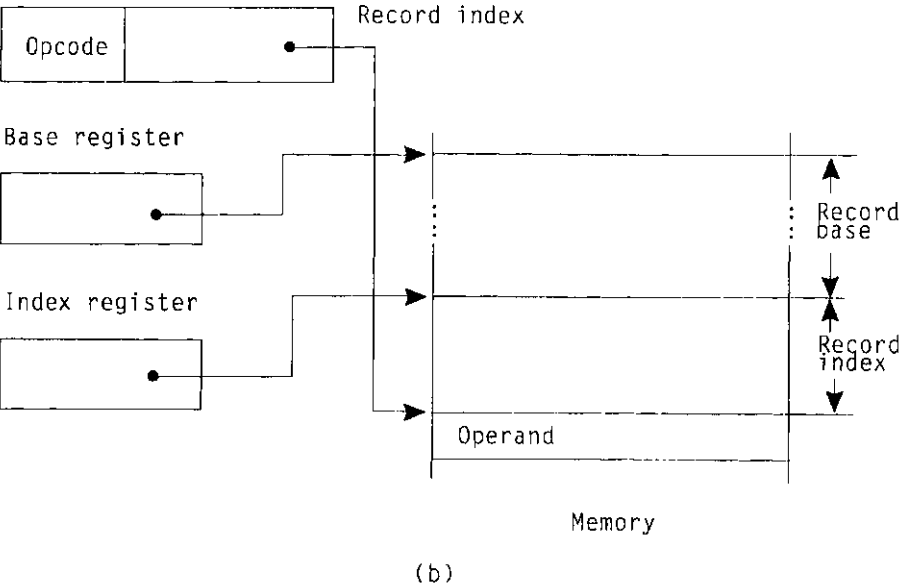 Record index
Opcode
Base register
Record
base
Index register
Record
index
Operand
Memory
(b)